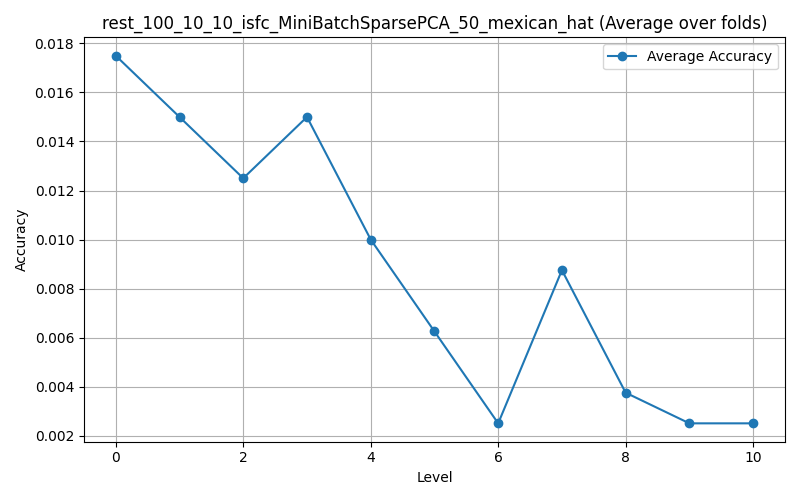 rest_100_10_10_isfc_MiniBatchSparsePCA_50_mexican_hat (Average over folds)
Average Accuracy
0.018
0.016
0.014
0.012
0.010
0.008
0.006
0.004
0.002
Accuracy
0 2 4 6 8 10
Level